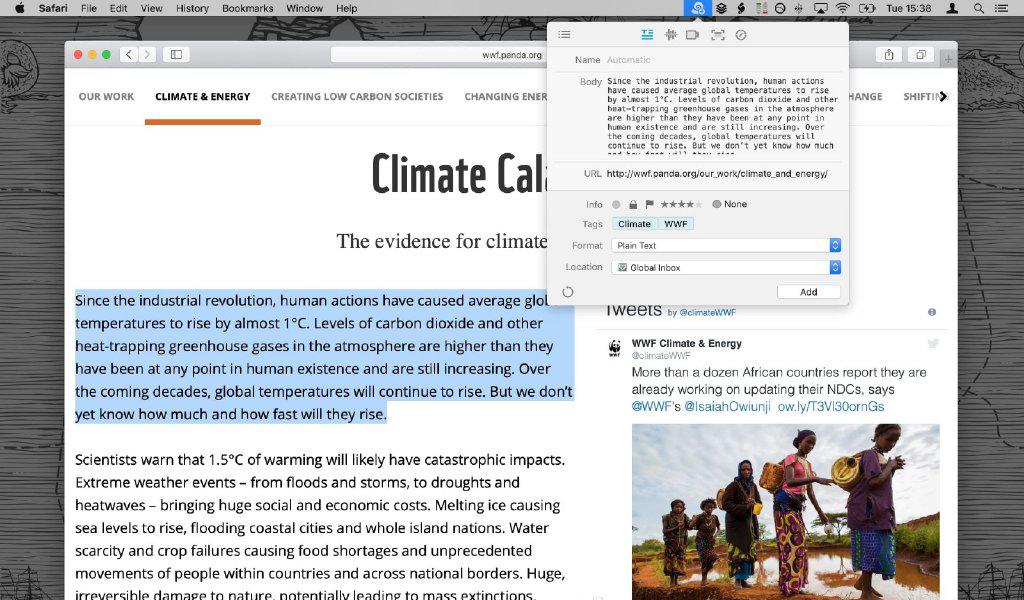 Safari File Edit View History Bookmarks Window Help
Tue 15:38
wwf.panda.org
OUR WORK CLIMATE & ENERGY CREATING LOW CARBON SOCIETIES CHANGING
Climate
The evidence for climate
Since the industrial revolution, human actions have caused average
temperatures to rise by almost 1°C. Levels of carbon dioxide and other
heat-trapping greenhouse gases in the atmosphere are higher than they
have been at any point in human existence and are still increasing. Over
the coming decades, global temperatures will continue to rise. But we don't
yet know how much and how fast will they rise.
Scientists warn that 1.5°C of warming will likely have catastrophic impacts.
Extreme weather events – from floods and storms, to droughts and
heatwaves – bringing huge social and economic costs. Melting ice causing
sea levels to rise, flooding coastal cities and whole island nations. Water
scarcity and crop failures causing food shortages and unprecedented
movements of people within countries and across national borders. Huge,
irreversible damage to nature, potentially leading to mass extinctions.
Name Automatic
Body Since the industrial revolution, human actions
have caused average global temperatures to rise
by almost 1°C. Levels of carbon dioxide and other
heat-trapping greenhouse gases in the atmosphere
are higher than they have been at any point in
human existence and are still increasing. Over
the coming decades, global temperatures will
continue to rise. But we don't yet know how much
and how fast will they rise.
URL http://wwf.panda.org/our_work/climate_and_energy/
Info None
Tags Climate WWF
Format Plain Text
Location Global Inbox
Add
Tweets by @climateWWF
WWF Climate & Energy
@climateWWF
More than a dozen African countries report they are
already working on updating their NDCs, says
@WWF's @IsaiahOwiunji ow.ly/T3Vl30ornGs